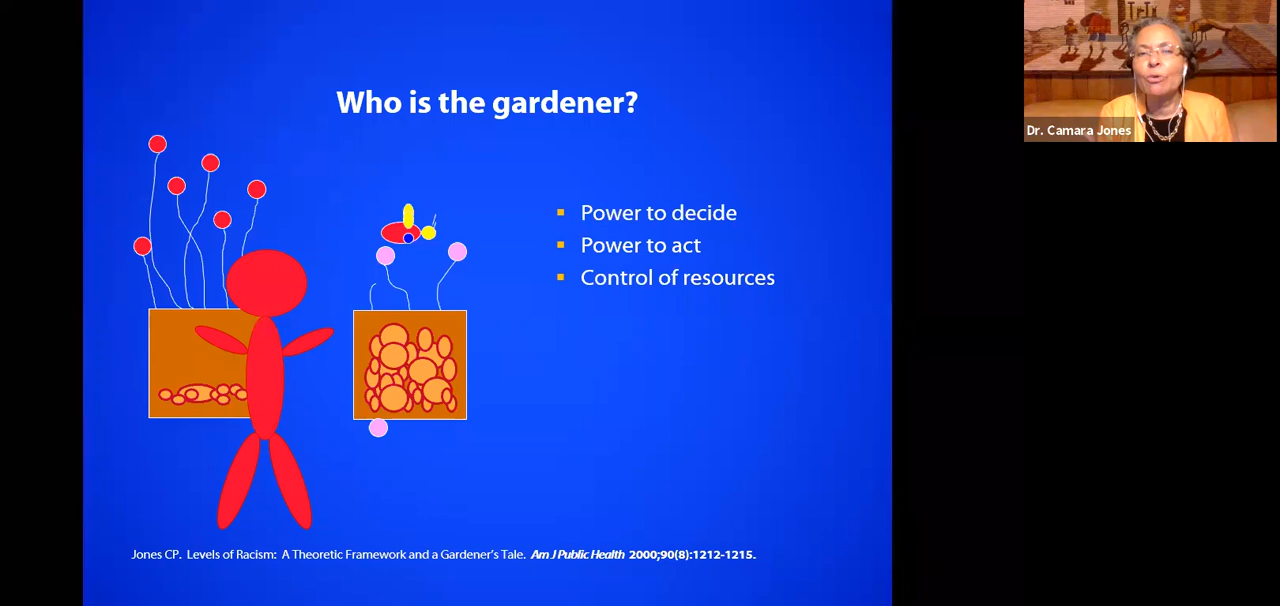 Who is the gardener?
Power to decide
Power to act
Control of resources
Jones CP. Levels of Racism: A Theoretic Framework and a Gardener's Tale. Am J Public Health 2000;90(8):1212-1215.
Dr. Camara Jones